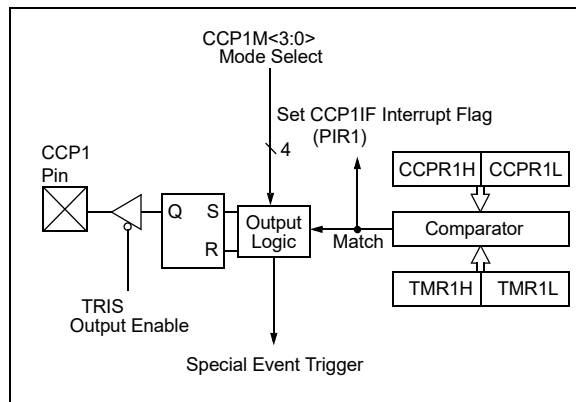 CCP1M<3:0>
Mode Select
Set CCP1IF Interrupt Flag
(PIR1)
4
CCP1
Pin
Q
S
R
Output
Logic
Match
CCPR1H
CCPR1L
Comparator
TMR1H
TMR1L
TRIS
Output Enable
Special Event Trigger